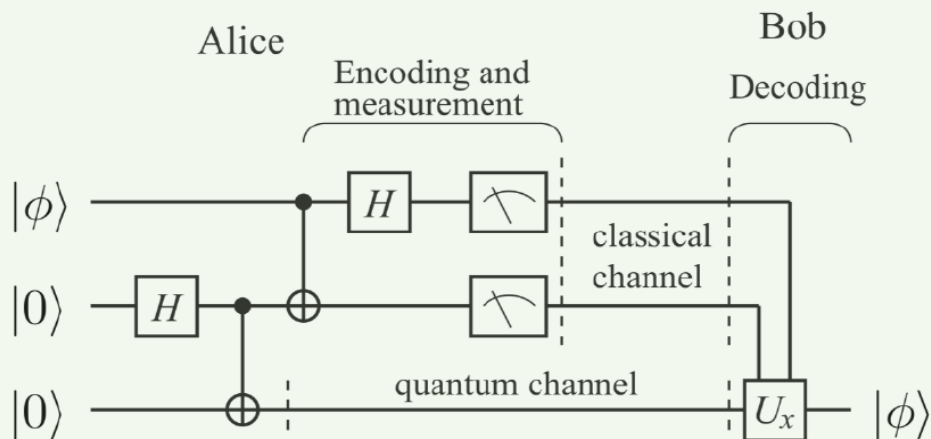 Alice
Bob
Encoding and
measurement
Decoding
|φ⟩
H
classical
channel
|0⟩
H
quantum channel
|0⟩
U_x
|φ⟩